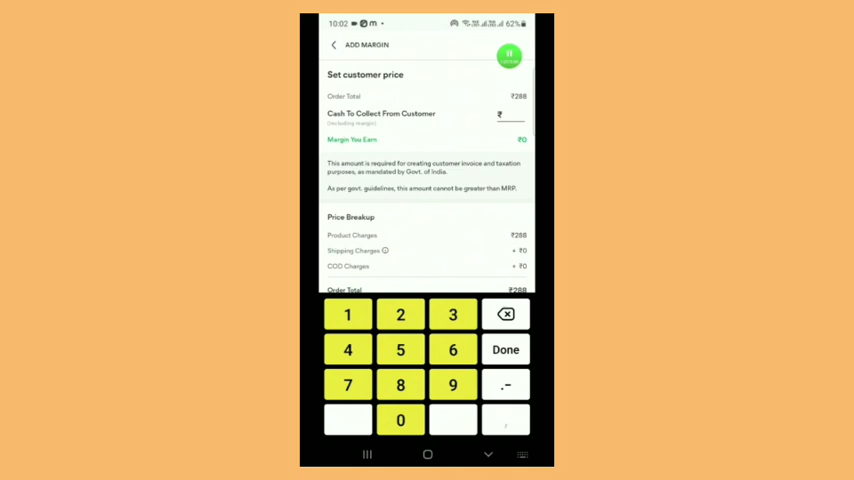 10:02 62%
ADD MARGIN
Set customer price
Order Total ₹288
Cash To Collect From Customer ₹
(including margin)
Margin You Earn ₹0
This amount is required for creating customer invoice and taxation
purposes, as mandated by Govt. of India.
As per govt. guidelines, this amount cannot be greater than MRP.
Price Breakup
Product Charges ₹288
Shipping Charges + ₹0
COD Charges + ₹0
Order Total ₹288
1 2 3
4 5 6 Done
7 8 9 .-
0 ,